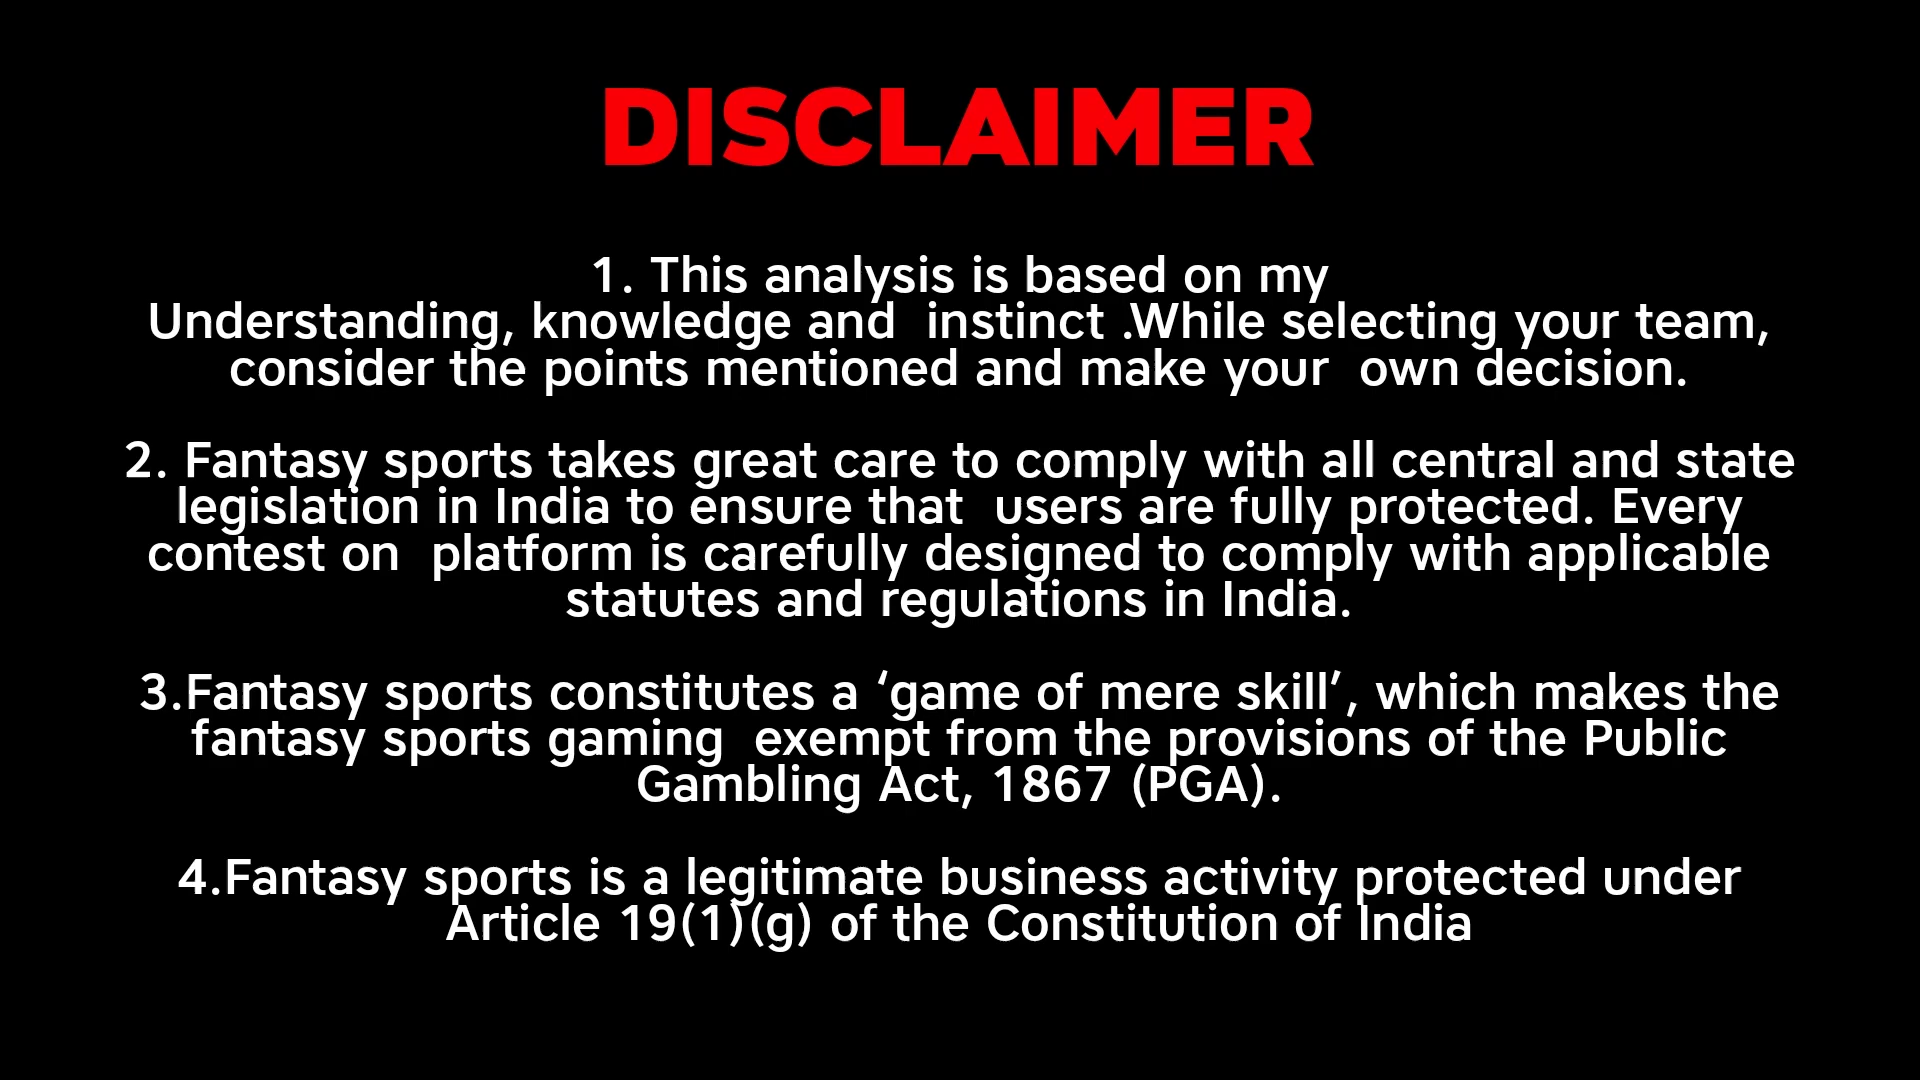 DISCLAIMER
1. This analysis is based on my
Understanding, knowledge and  instinct .While selecting your team,
consider the points mentioned and make your  own decision.
2. Fantasy sports takes great care to comply with all central and state
legislation in India to ensure that  users are fully protected. Every
contest on  platform is carefully designed to comply with applicable
statutes and regulations in India.
3.Fantasy sports constitutes a ‘game of mere skill’, which makes the
fantasy sports gaming  exempt from the provisions of the Public
Gambling Act, 1867 (PGA).
4.Fantasy sports is a legitimate business activity protected under
Article 19(1)(g) of the Constitution of India